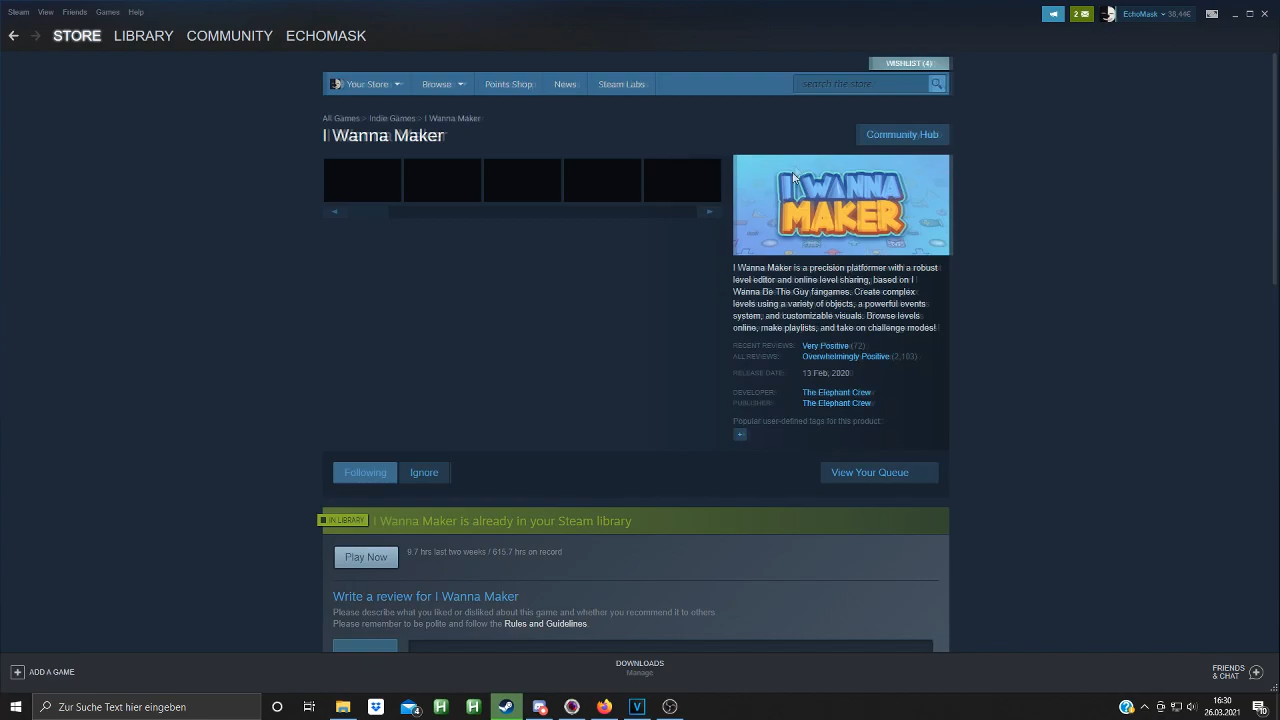 Steam View Friends Games Help
2 EchoMask 38,44€
STORE LIBRARY COMMUNITY ECHOMASK
WISHLIST (4)
Your Store Browse Points Shop News Steam Labs search the store
All Games > Indie Games > I Wanna Maker
I Wanna Maker
Community Hub
I WANNA
MAKER
I Wanna Maker is a precision platformer with a robust
level editor and online level sharing, based on I
Wanna Be The Guy fangames. Create complex
levels using a variety of objects, a powerful events
system, and customizable visuals. Browse levels
online, make playlists, and take on challenge modes!
RECENT REVIEWS: Very Positive (72)
ALL REVIEWS: Overwhelmingly Positive (2,103)
RELEASE DATE: 13 Feb, 2020
DEVELOPER: The Elephant Crew
PUBLISHER: The Elephant Crew
Popular user-defined tags for this product:
+
Following Ignore View Your Queue
IN LIBRARY I Wanna Maker is already in your Steam library
Play Now 9.7 hrs last two weeks / 615.7 hrs on record
Write a review for I Wanna Maker
Please describe what you liked or disliked about this game and whether you recommend it to others.
Please remember to be polite and follow the Rules and Guidelines.
ADD A GAME
DOWNLOADS
Manage
FRIENDS
& CHAT
Zur Suche Text hier eingeben
16:30
26.03.2021